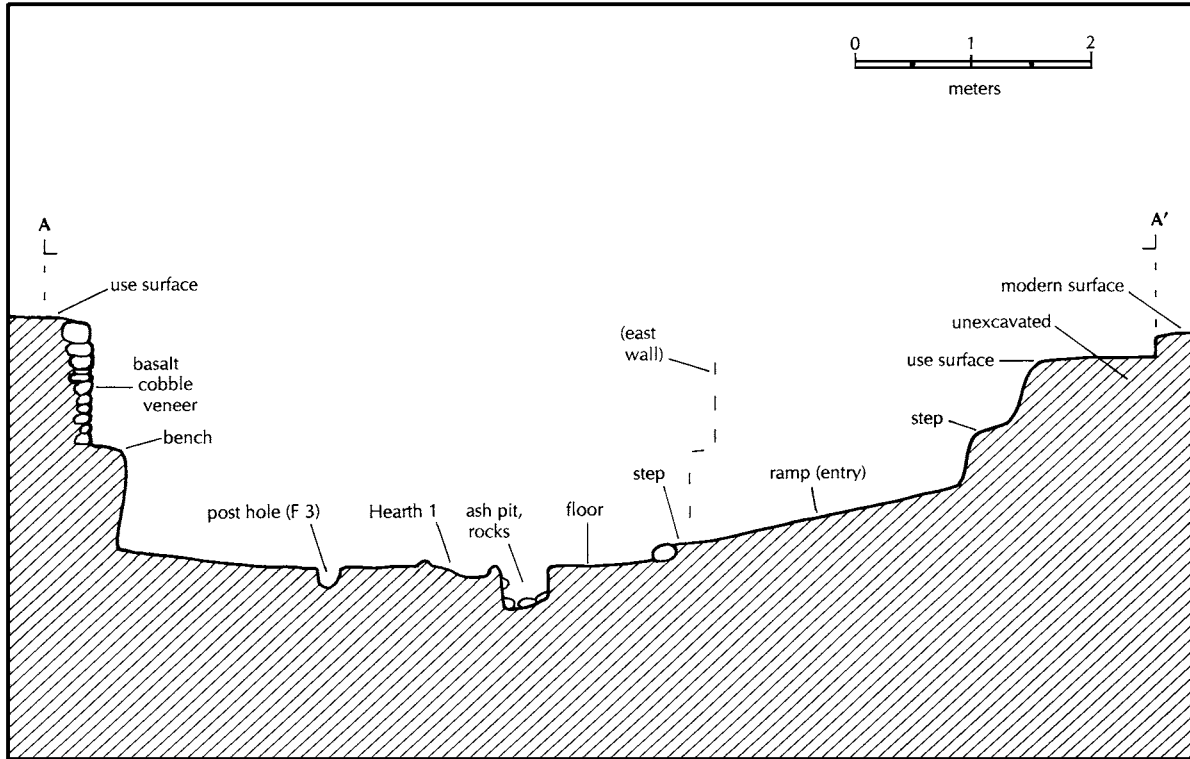 0 1 2
meters
A
A′
use surface
modern surface
unexcavated
(east
wall)
use surface
basalt
cobble
veneer
bench
step
step
ramp (entry)
post hole (F 3)
Hearth 1
ash pit,
rocks
floor